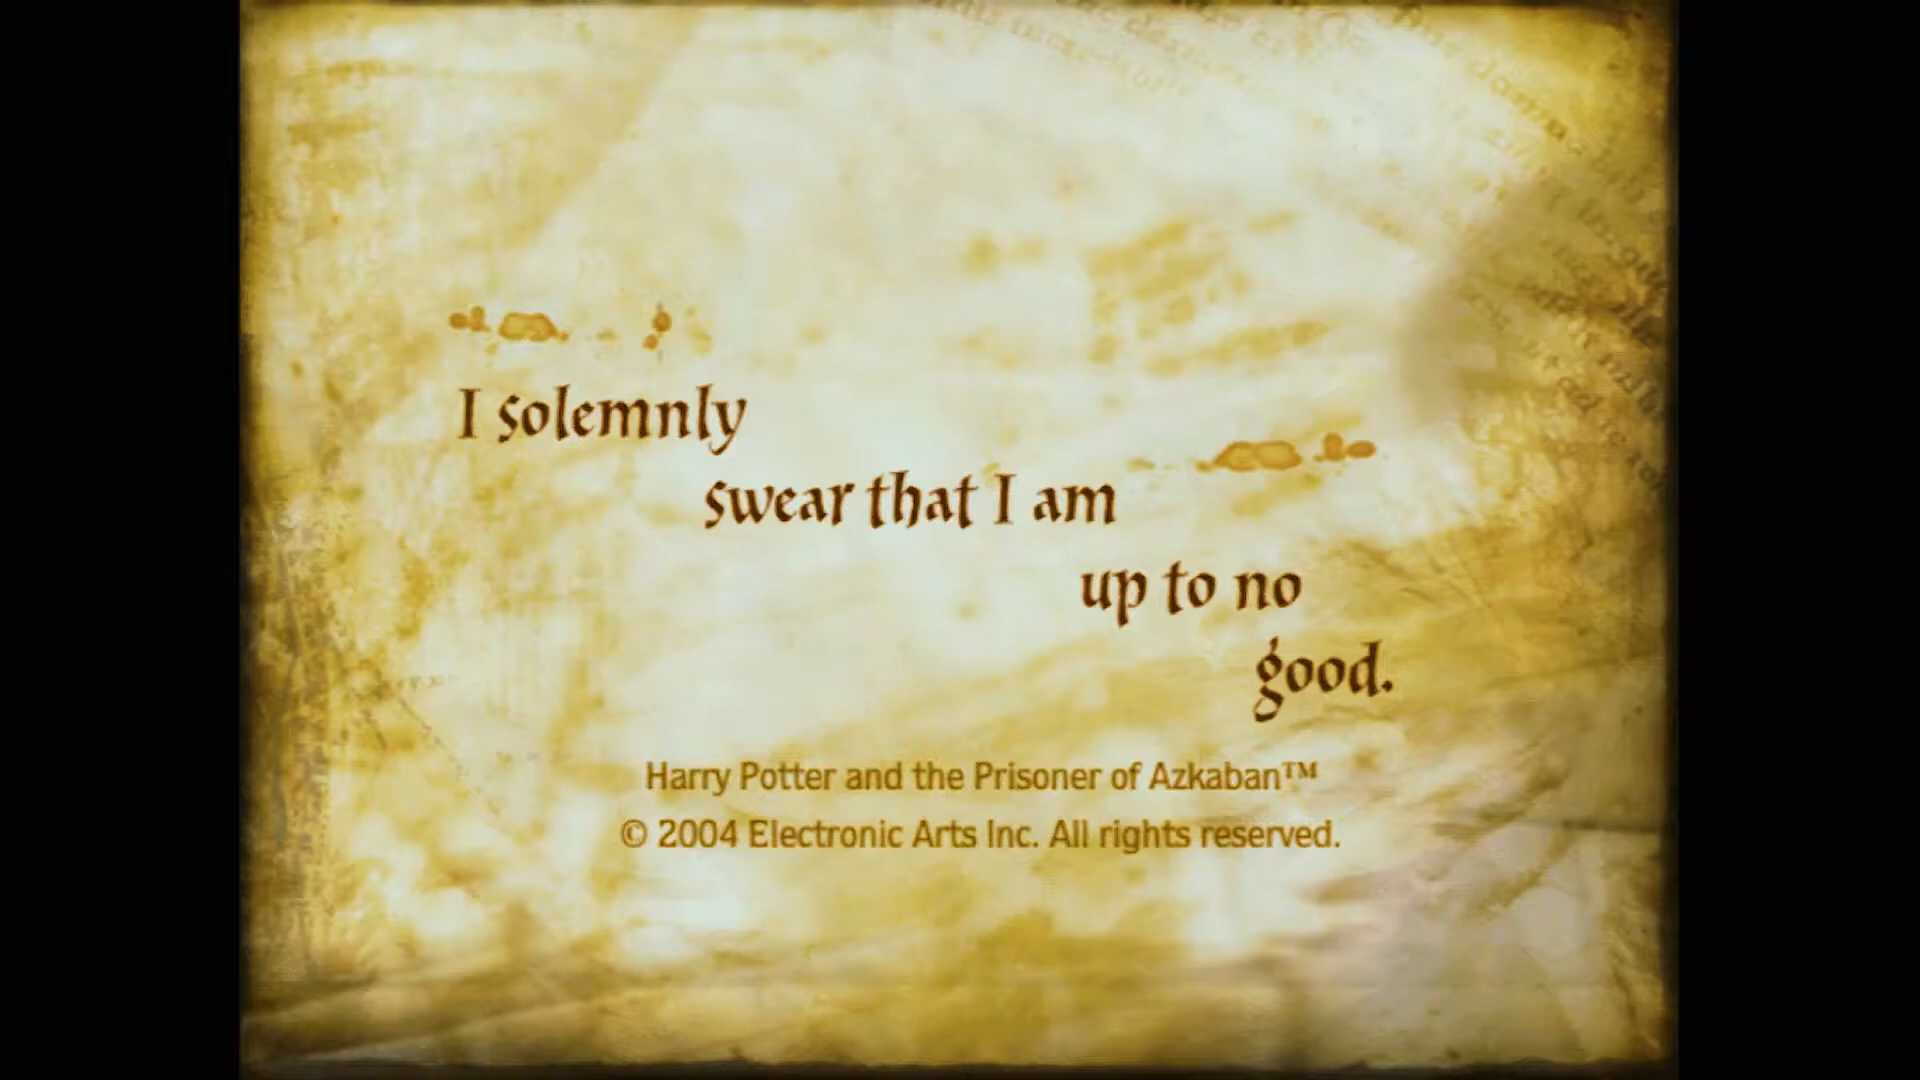 I solemnly
swear that I am
up to no
good.
Harry Potter and the Prisoner of Azkaban™
© 2004 Electronic Arts Inc. All rights reserved.